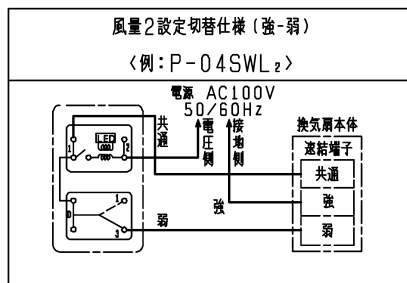 風量2設定切替仕様（強-弱）
〈例：P-04SWL₂〉
電源 AC100V
50/60Hz
共通
電圧側
接地側
換気扇本体
速結端子
共通
強
弱
LED
1
2
強
弱
0
1
3